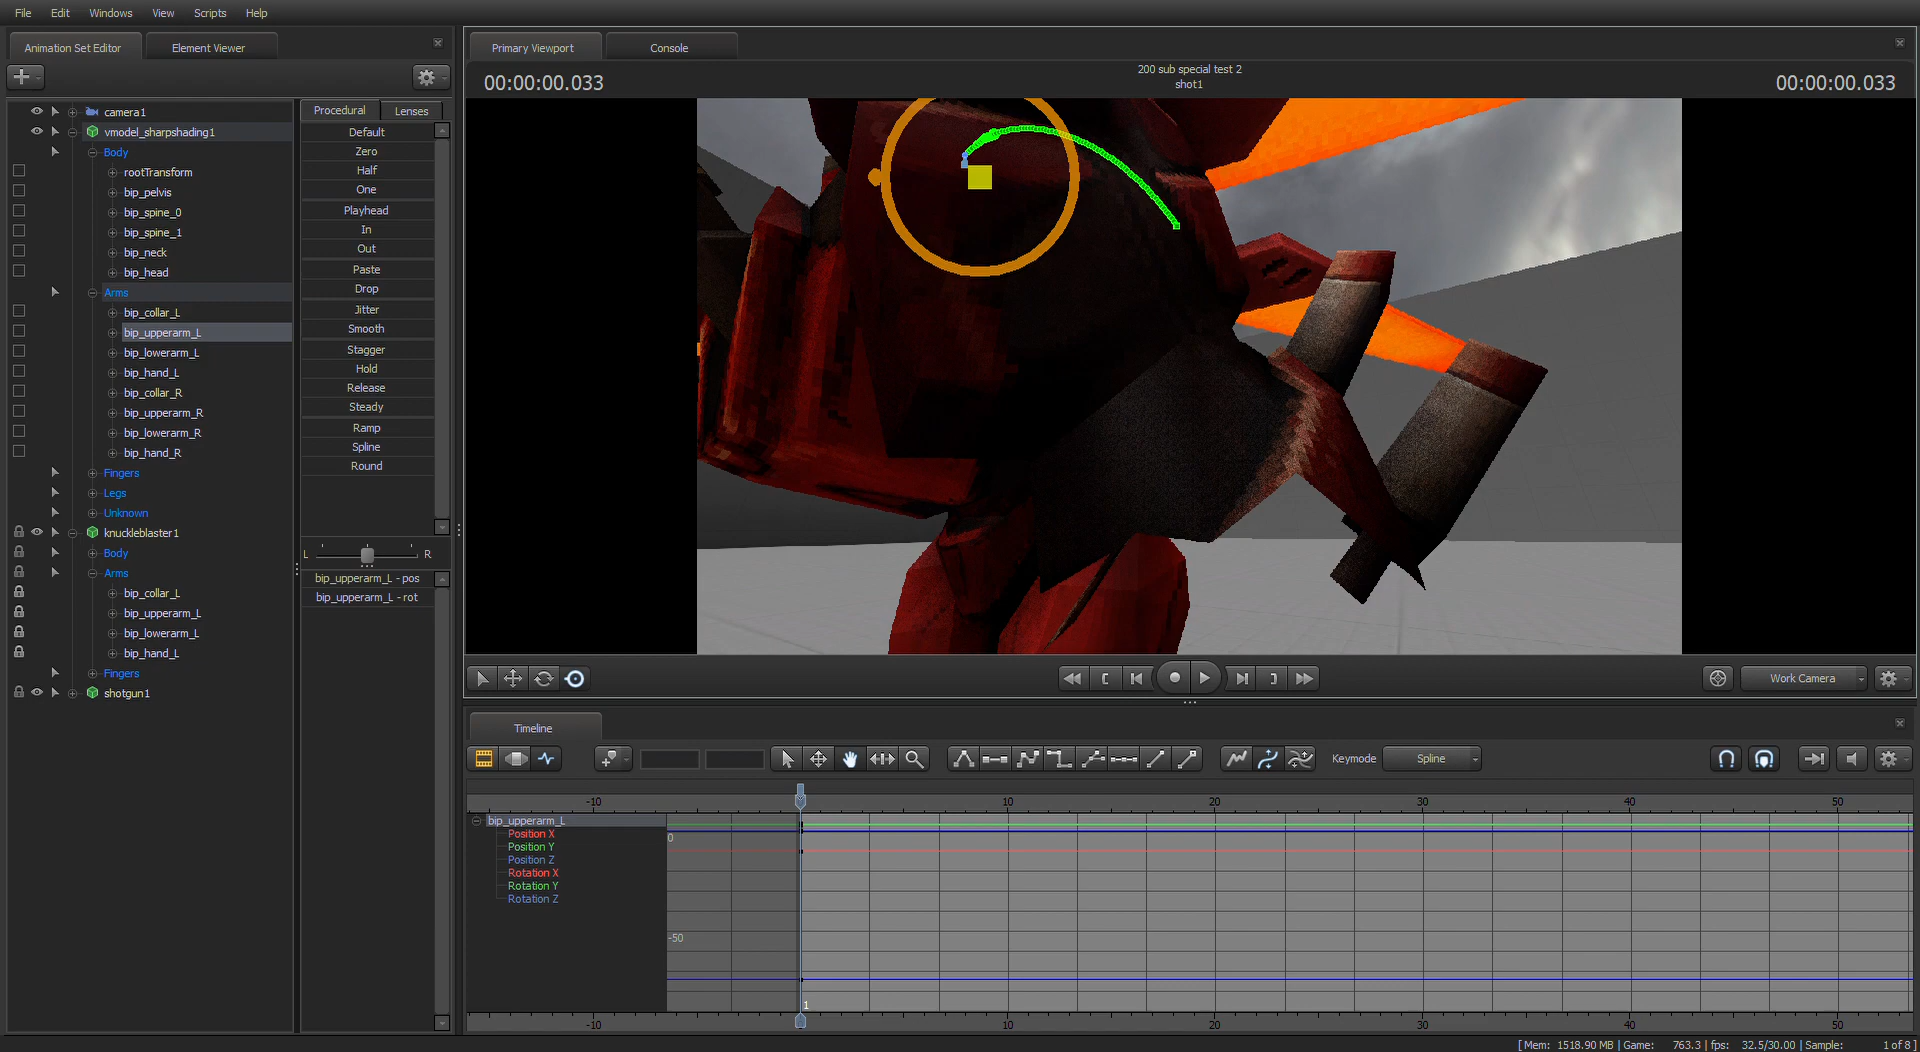 File Edit Windows View Scripts Help
Animation Set Editor Element Viewer
Primary Viewport Console
00:00:00.033
200 sub special test 2
shot1
00:00:00.033
camera1
vmodel_sharpshading1
Body
rootTransform
bip_pelvis
bip_spine_0
bip_spine_1
bip_neck
bip_head
Arms
bip_collar_L
bip_upperarm_L
bip_lowerarm_L
bip_hand_L
bip_collar_R
bip_upperarm_R
bip_lowerarm_R
bip_hand_R
Fingers
Legs
Unknown
knuckleblaster1
Body
Arms
bip_collar_L
bip_upperarm_L
bip_lowerarm_L
bip_hand_L
Fingers
shotgun1
Procedural Lenses
Default
Zero
Half
One
Playhead
In
Out
Paste
Drop
Jitter
Smooth
Stagger
Hold
Release
Steady
Ramp
Spline
Round
L R
bip_upperarm_L - pos
bip_upperarm_L - rot
Work Camera
Timeline
Keymode Spline
-10 10 20 30 40 50
bip_upperarm_L
Position X
Position Y
Position Z
Rotation X
Rotation Y
Rotation Z
0
-50
1
-10 10 20 30 40 50
[ Mem: 1518.90 MB | Game: 763.3 | fps: 32.5/30.00 | Sample: 1 of 8 ]